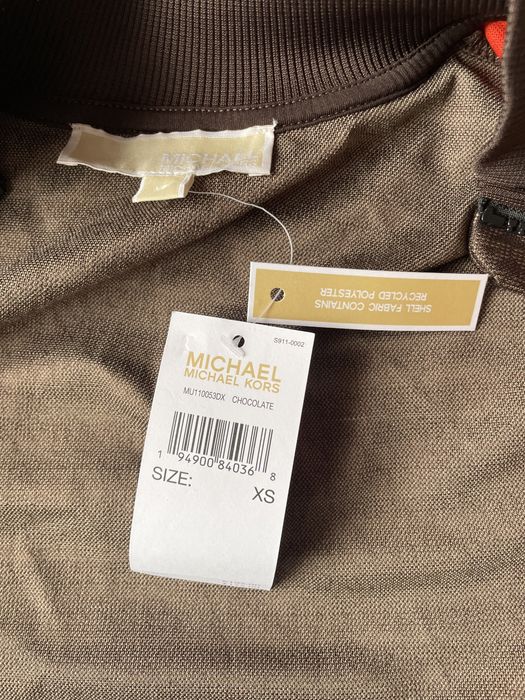 MICHAEL
SHELL FABRIC CONTAINS
RECYCLED POLYESTER
S911-0002
MICHAEL
MICHAEL KORS
MU110053DX CHOCOLATE
1 94900 84036 8
SIZE: XS